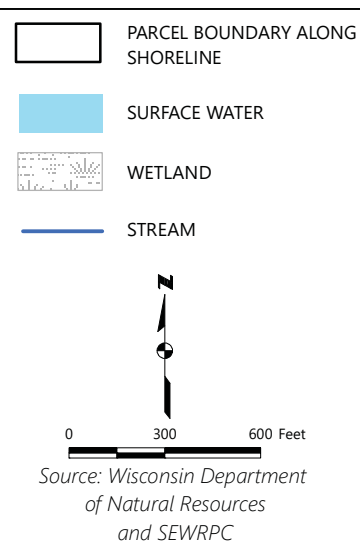 PARCEL BOUNDARY ALONG
SHORELINE
SURFACE WATER
WETLAND
STREAM
N
0 300 600 Feet
Source: Wisconsin Department
of Natural Resources
and SEWRPC